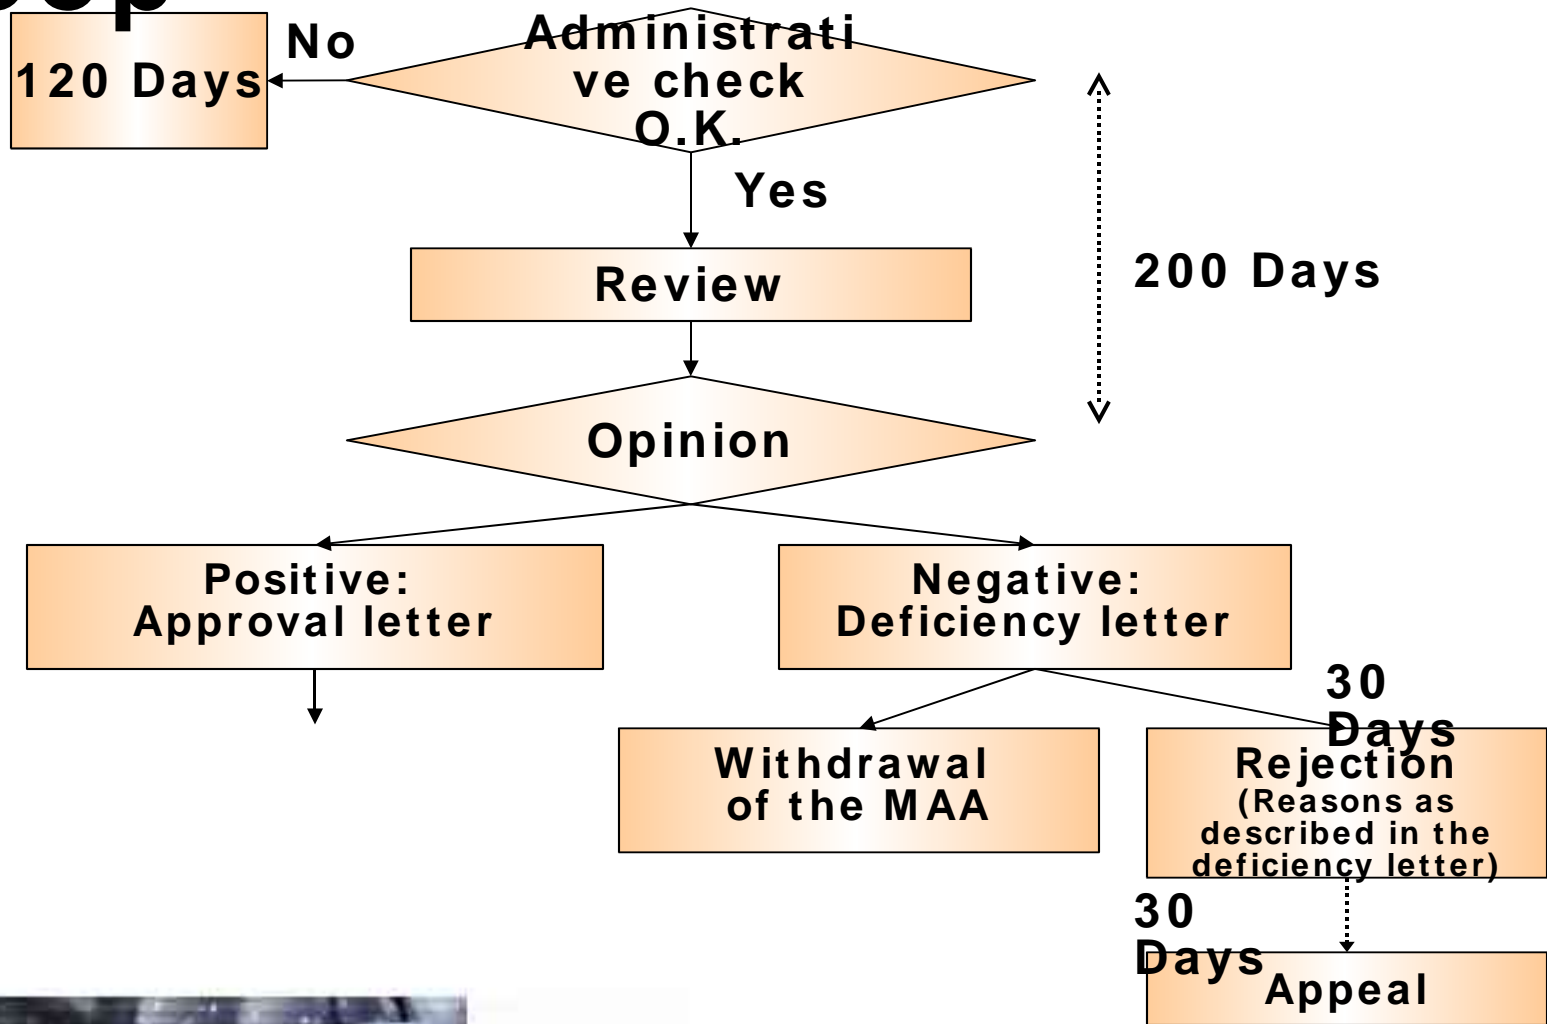 No
120 Days
Administrati
ve check
O.K.
Yes
Review
200 Days
Opinion
Positive:
Approval letter
Negative:
Deficiency letter
30
Days
Withdrawal
of the MAA
Rejection
(Reasons as
described in the
deficiency letter)
30
Days
Appeal